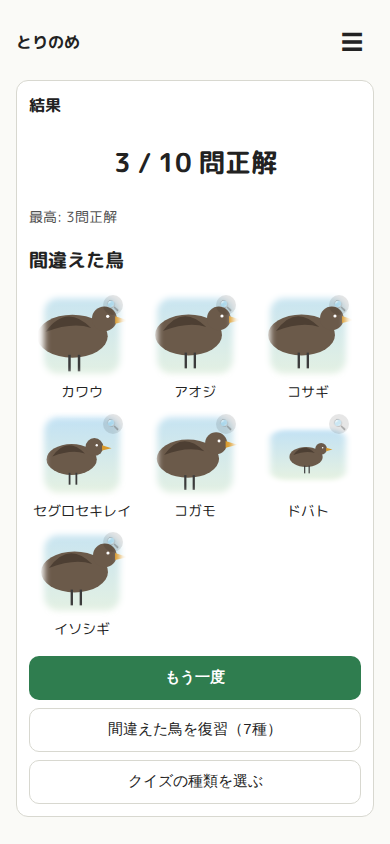 とりのめ
結果
3 / 10 問正解
最高: 3問正解
間違えた鳥
カワウ
アオジ
コサギ
セグロセキレイ
コガモ
ドバト
イソシギ
もう一度
間違えた鳥を復習（7種）
クイズの種類を選ぶ